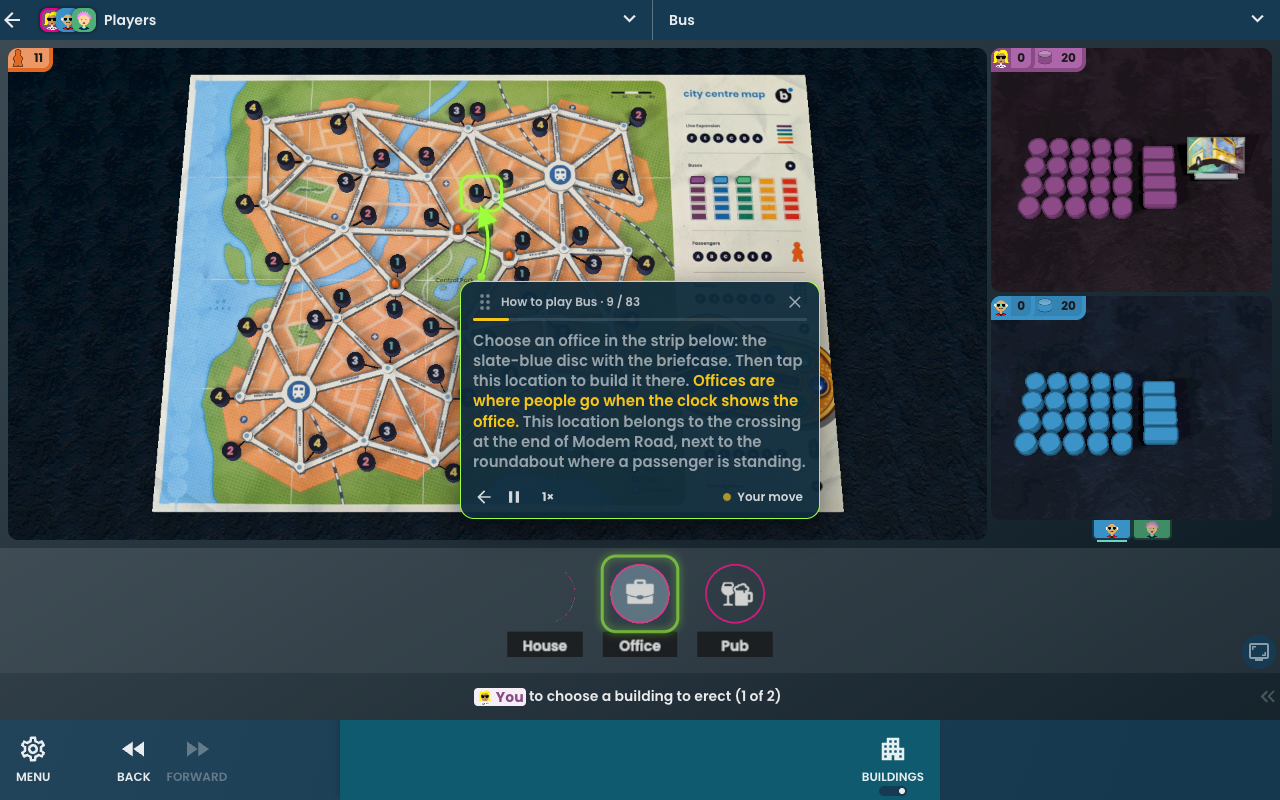 Players
Bus
11
0
20
city centre map
Line Expansion
Buses
Passengers
A B C D E F
0
20
How to play Bus · 9 / 83
Choose an office in the strip below: the
slate-blue disc with the briefcase. Then tap
this location to build it there. Offices are
where people go when the clock shows the
office. This location belongs to the crossing
at the end of Modem Road, next to the
roundabout where a passenger is standing.
1×
Your move
House
Office
Pub
You to choose a building to erect (1 of 2)
MENU
BACK
FORWARD
BUILDINGS